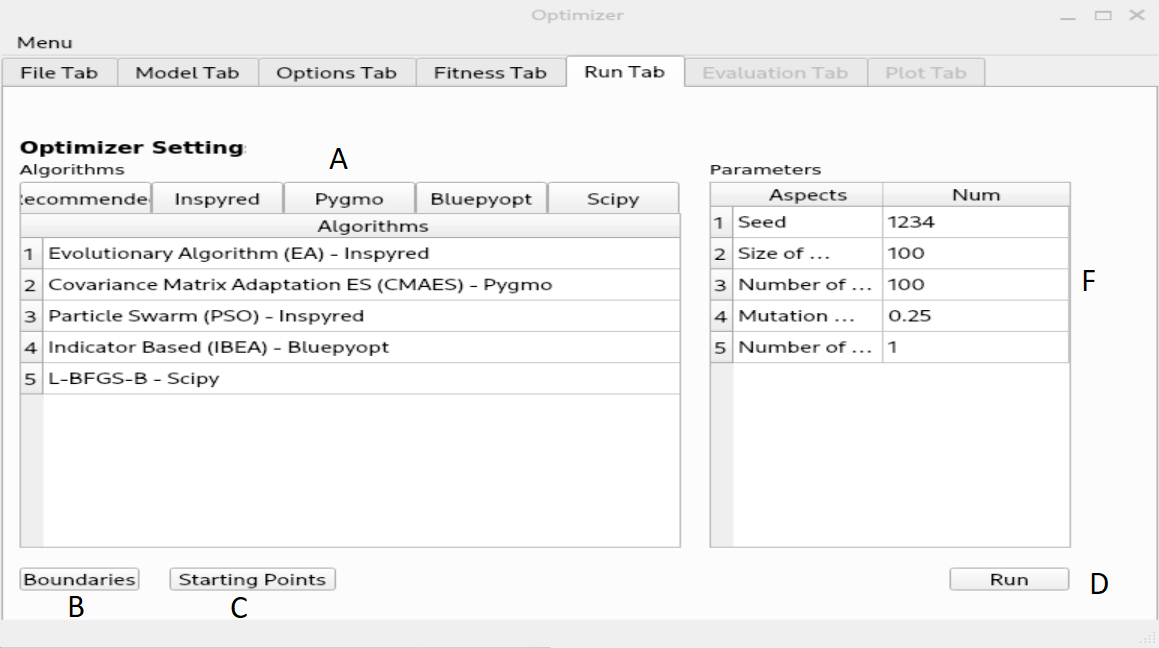 Optimizer
Menu
File Tab Model Tab Options Tab Fitness Tab Run Tab Evaluation Tab Plot Tab
Optimizer Setting
A
Algorithms Parameters
ecommende Inspyred Pygmo Bluepyopt Scipy
Aspects Num
Algorithms
1 Seed 1234
1 Evolutionary Algorithm (EA) - Inspyred
2 Size of ... 100
2 Covariance Matrix Adaptation ES (CMAES) - Pygmo
3 Number of ... 100
F
3 Particle Swarm (PSO) - Inspyred
4 Mutation ... 0.25
4 Indicator Based (IBEA) - Bluepyopt
5 Number of ... 1
5 L-BFGS-B - Scipy
Boundaries Starting Points Run D
B C